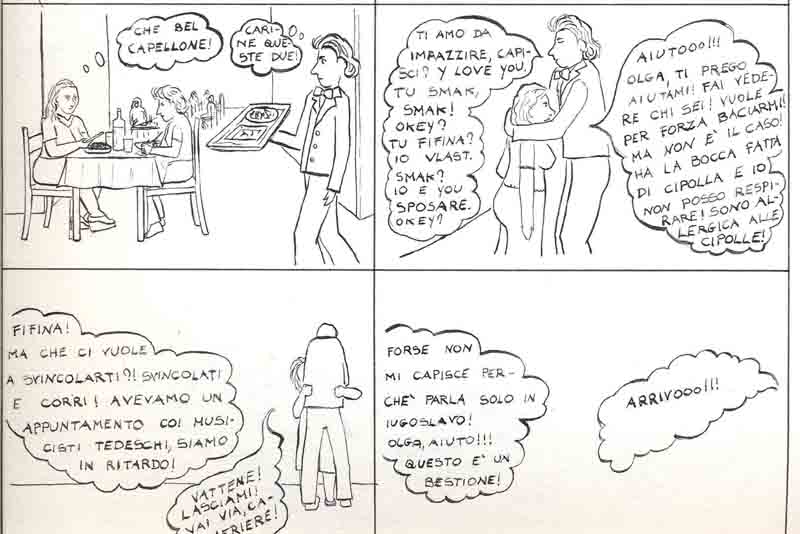 CHE BEL
CAPELLONE!
CARI-
NE QUE-
STE DUE!
TI AMO DA
IMPAZZIRE, CAPI-
SCI? Y LOVE YOU.
TU SMAK,
SMAK!
OKEY?
TU FIFINA?
IO VLAST.
SMAK?
IO E YOU
SPOSARE.
OKEY?
AIUTOOO!!!
OLGA, TI PREGO
AIUTAMI! FAI VEDE-
RE CHI SEI! VUOLE
PER FORZA BACIARMI!
MA NON E' IL CASO!
HA LA BOCCA FATTA
DI CIPOLLA E IO
NON POSSO RESPI-
RARE! SONO AL-
LERGICA ALLE
CIPOLLE!
FIFINA!
MA CHE CI VUOLE
A SVINCOLARTI?! SVINCOLATI
E CORRI! AVEVAMO UN
APPUNTAMENTO COI MUSI-
CISTI TEDESCHI, SIAMO
IN RITARDO!
VATTENE!
LASCIAMI!
VAI VIA, CA-
MERIERE!
FORSE NON
MI CAPISCE PER-
CHE' PARLA SOLO IN
IUGOSLAVO!
OLGA, AIUTO!!!
QUESTO E' UN
BESTIONE!
ARRIVOOO!!!